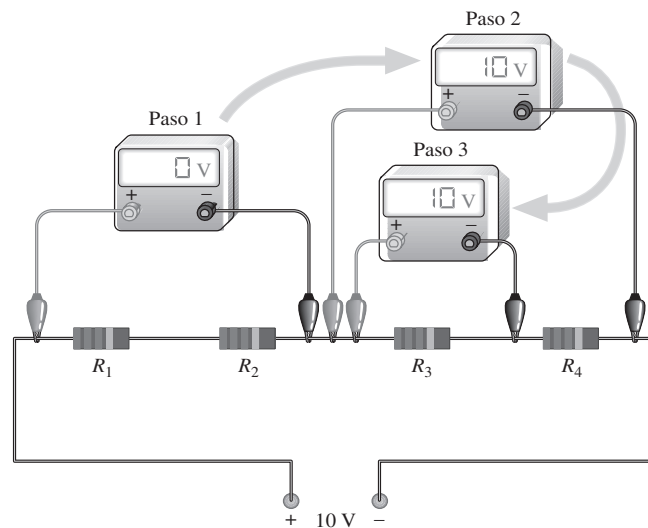 Paso 2
10 V
+ −
Paso 1
0 V
+ −
Paso 3
10 V
+ −
R1 R2 R3 R4
+ 10 V −